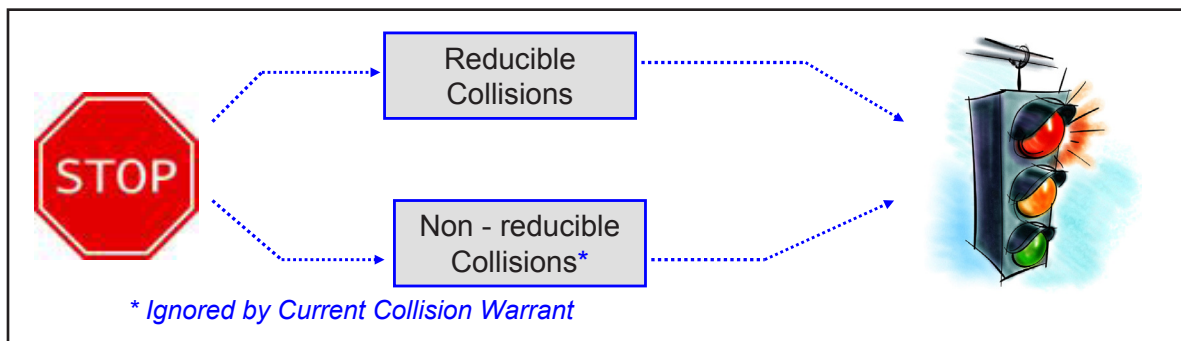 STOP
Reducible
Collisions
Non - reducible
Collisions*
* Ignored by Current Collision Warrant